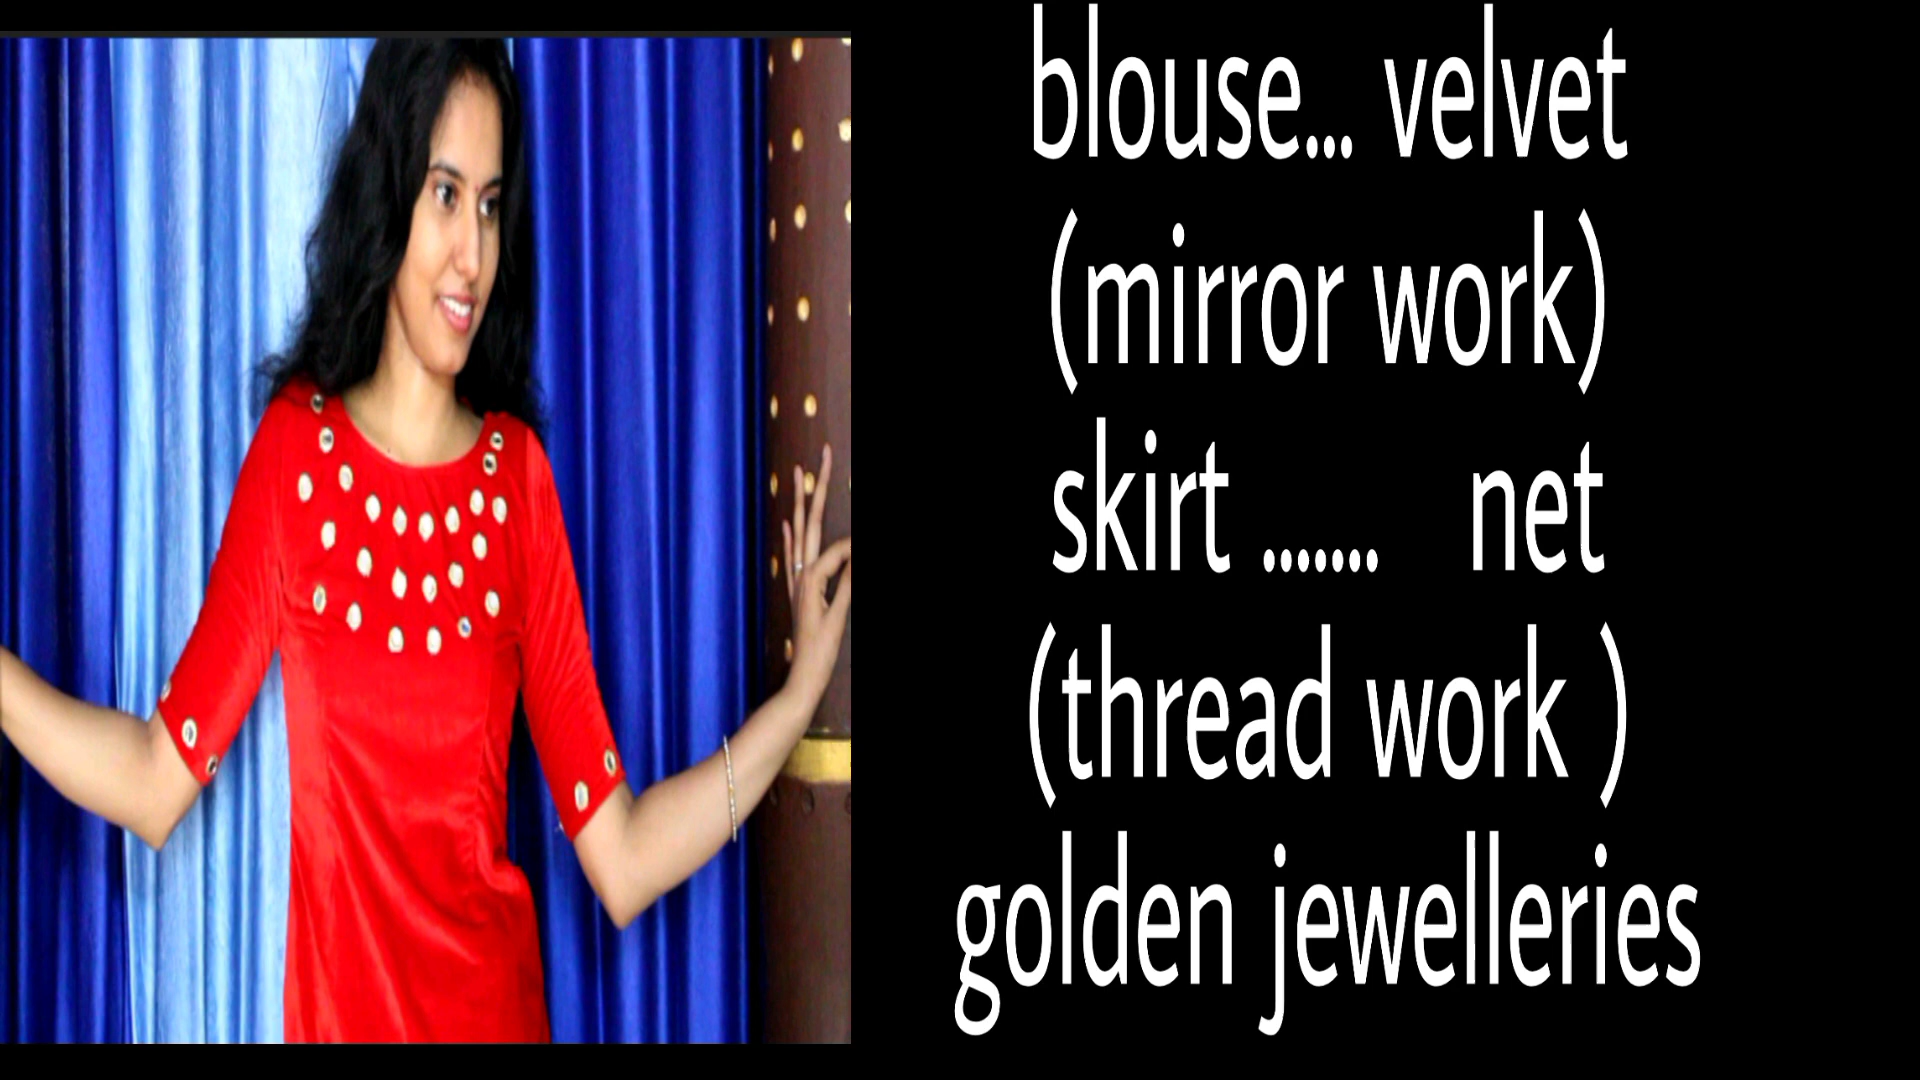 blouse... velvet
(mirror work)
skirt .......   net
(thread work )
golden jewelleries